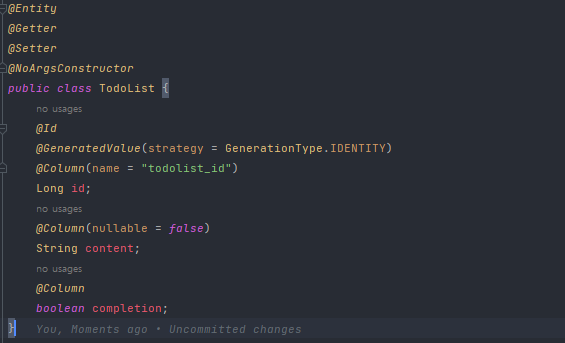 @Entity
@Getter
@Setter
@NoArgsConstructor
public class TodoList {
no usages
@Id
@GeneratedValue(strategy = GenerationType.IDENTITY)
@Column(name = "todolist_id")
Long id;
no usages
@Column(nullable = false)
String content;
no usages
@Column
boolean completion;
} You, Moments ago • Uncommitted changes